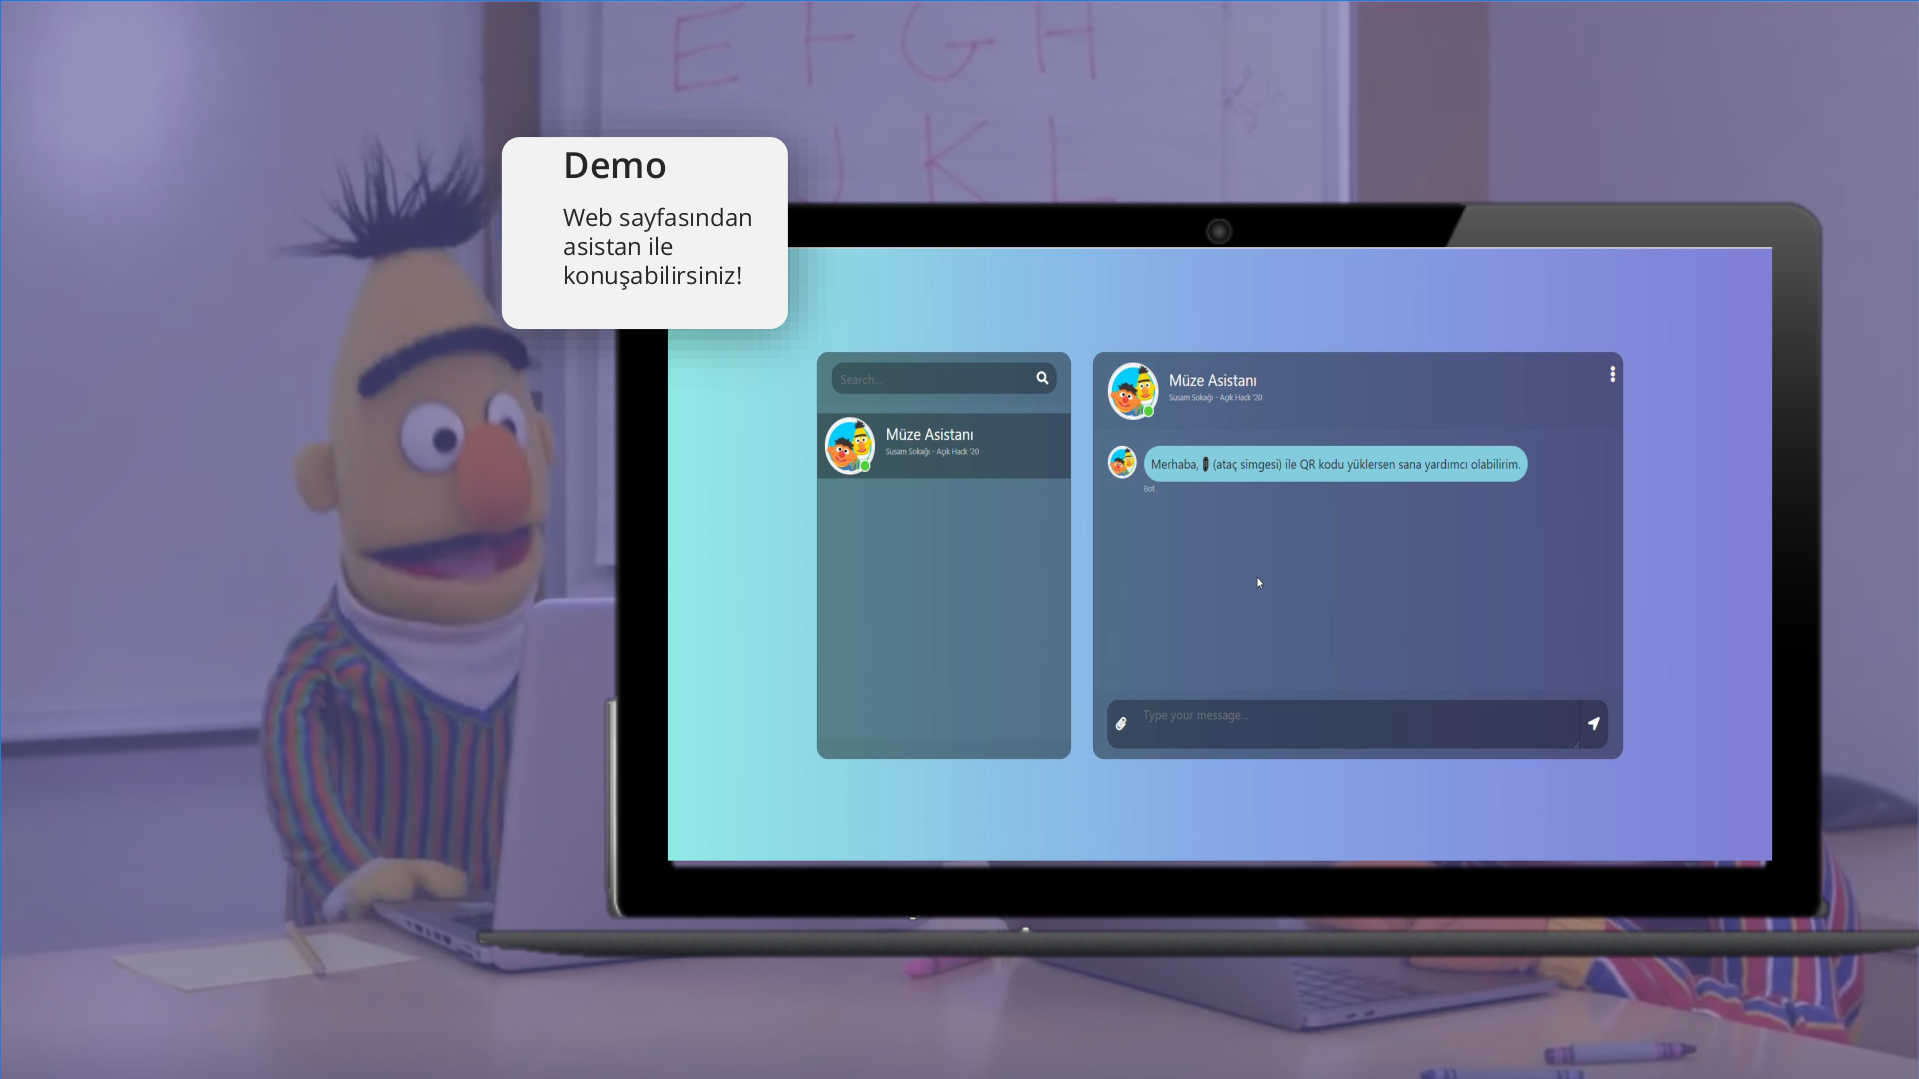 E F G H
J K L
Demo
Web sayfasından
asistan ile
konuşabilirsiniz!
Search...
Müze Asistanı
Susam Sokağı - Açık Hack '20
Müze Asistanı
Susam Sokağı - Açık Hack '20
Merhaba, (ataç simgesi) ile QR kodu yüklersen sana yardımcı olabilirim.
Bot
Type your message...